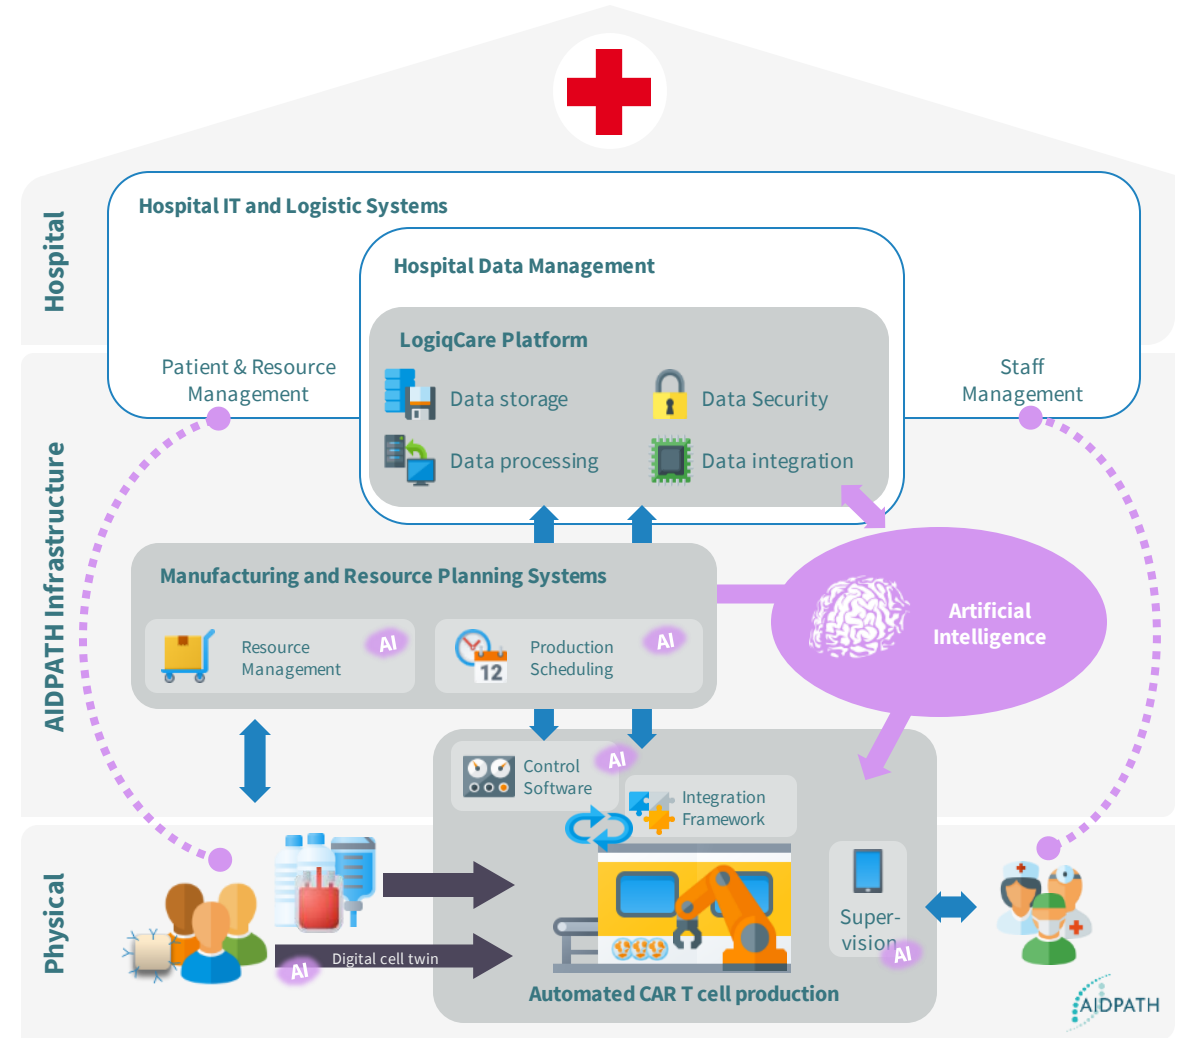 Hospital
Hospital IT and Logistic Systems
Hospital Data Management
LogiqCare Platform
Data storage
Data Security
Data processing
Data integration
Patient & Resource
Management
Staff
Management
AIDPATH Infrastructure
Manufacturing and Resource Planning Systems
Resource
Management
AI
Production
Scheduling
AI
12
Artificial
Intelligence
Control
Software
AI
Integration
Framework
Physical
Super-
vision
AI
Digital cell twin
AI
Automated CAR T cell production
AIDPATH